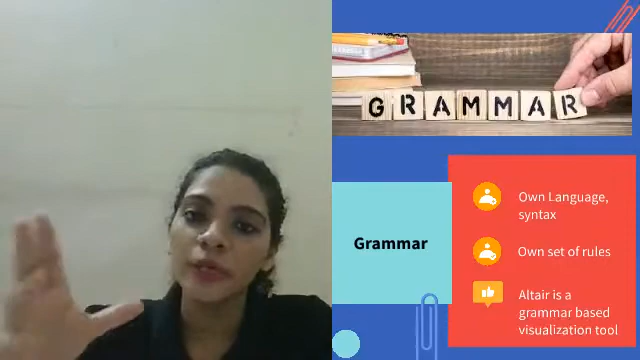 GRAMMAR
Grammar
Own Language,
syntax
Own set of rules
Altair is a
grammar based
visualization tool